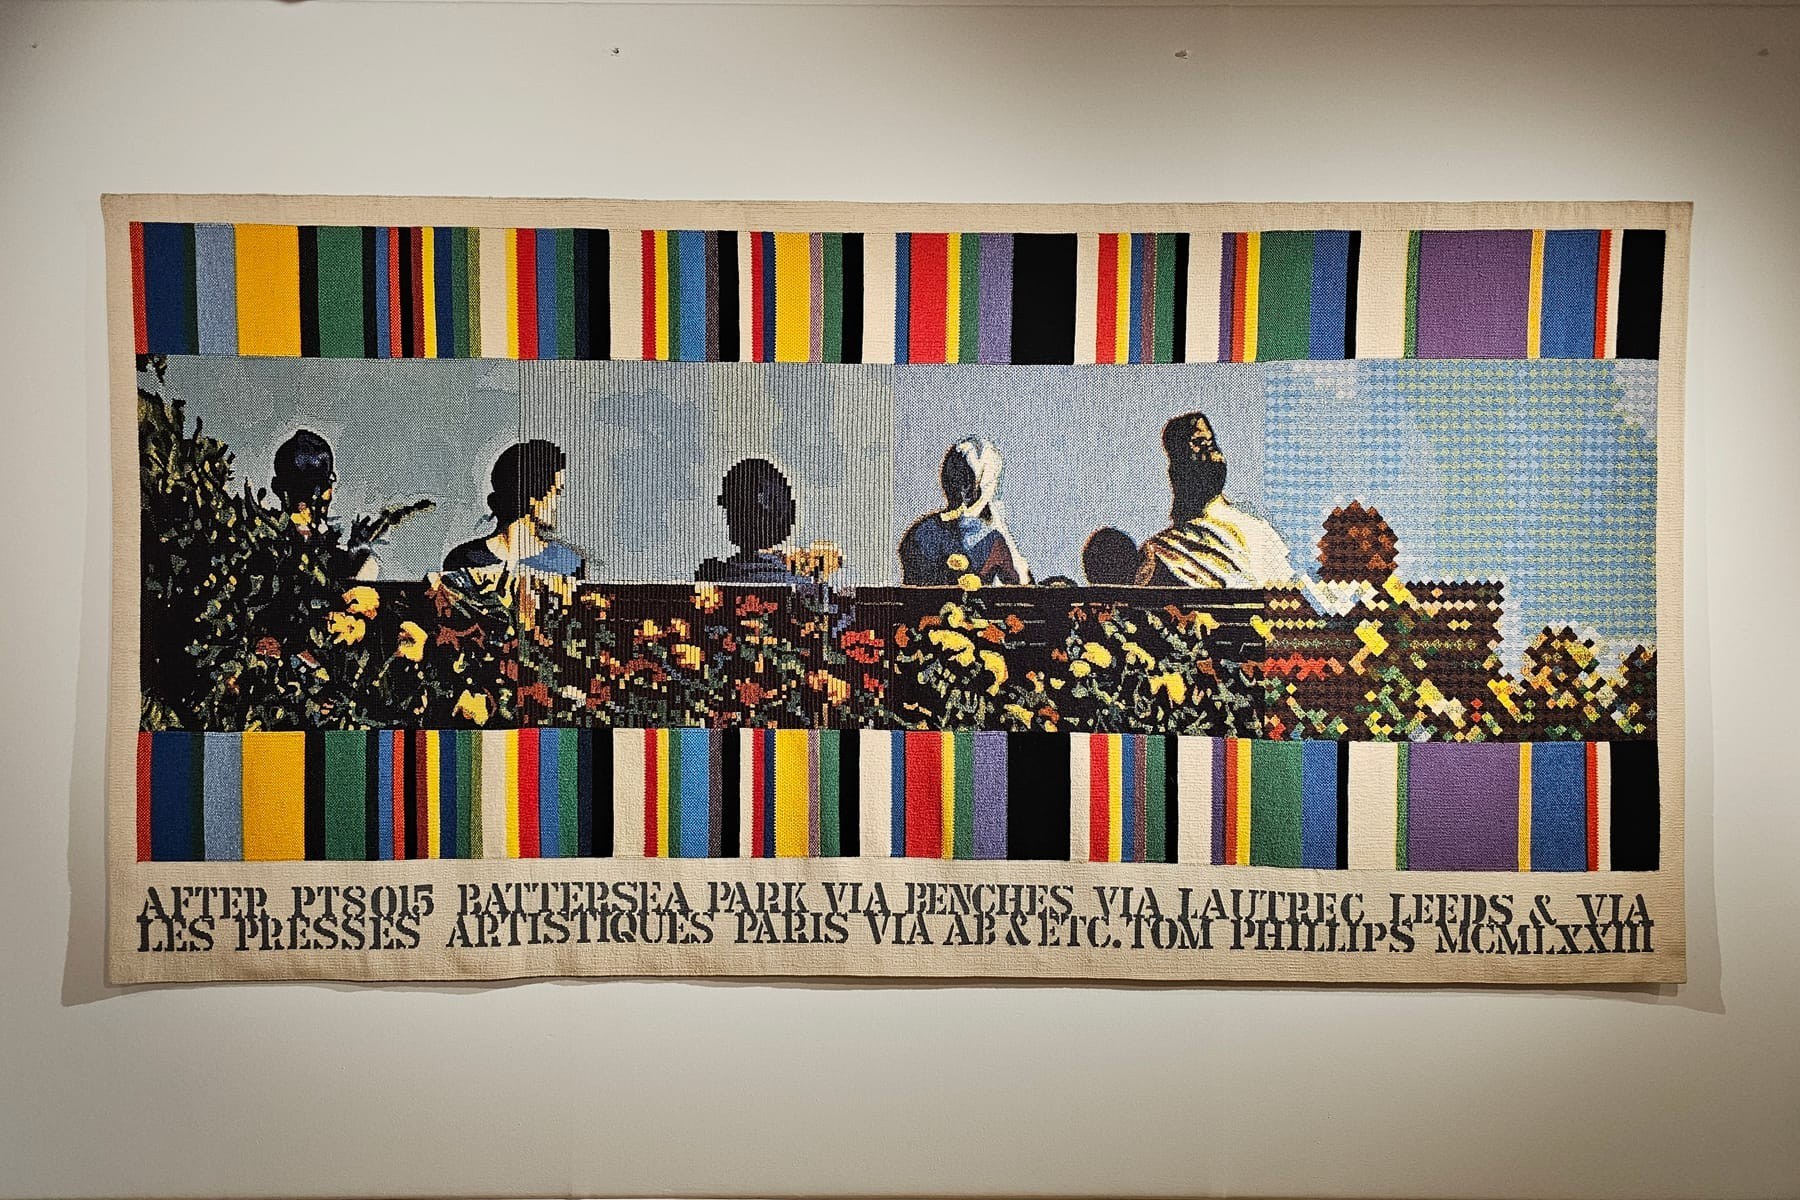 AFTER PT8015 BATTERSEA PARK VIA BENCHES VIA LAUTREC LEEDS & VIA
LES PRESSES ARTISTIQUES PARIS VIA AB & ETC. TOM PHILLIPS MCMLXXIII